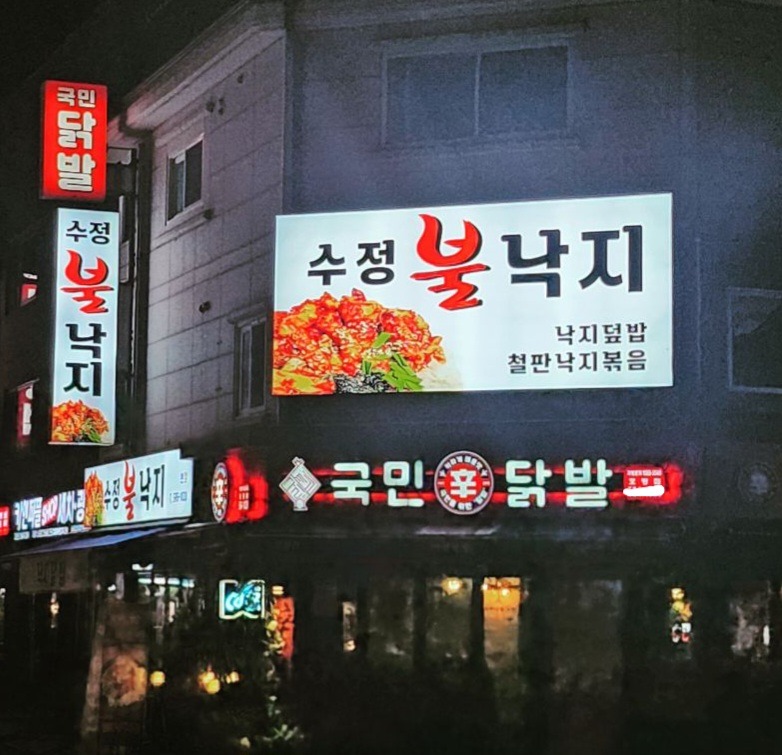 국민
닭발
수정
불
낙
지
수정 불낙지
낙지덮밥
철판낙지볶음
수정 불낙지
국민 辛 닭발